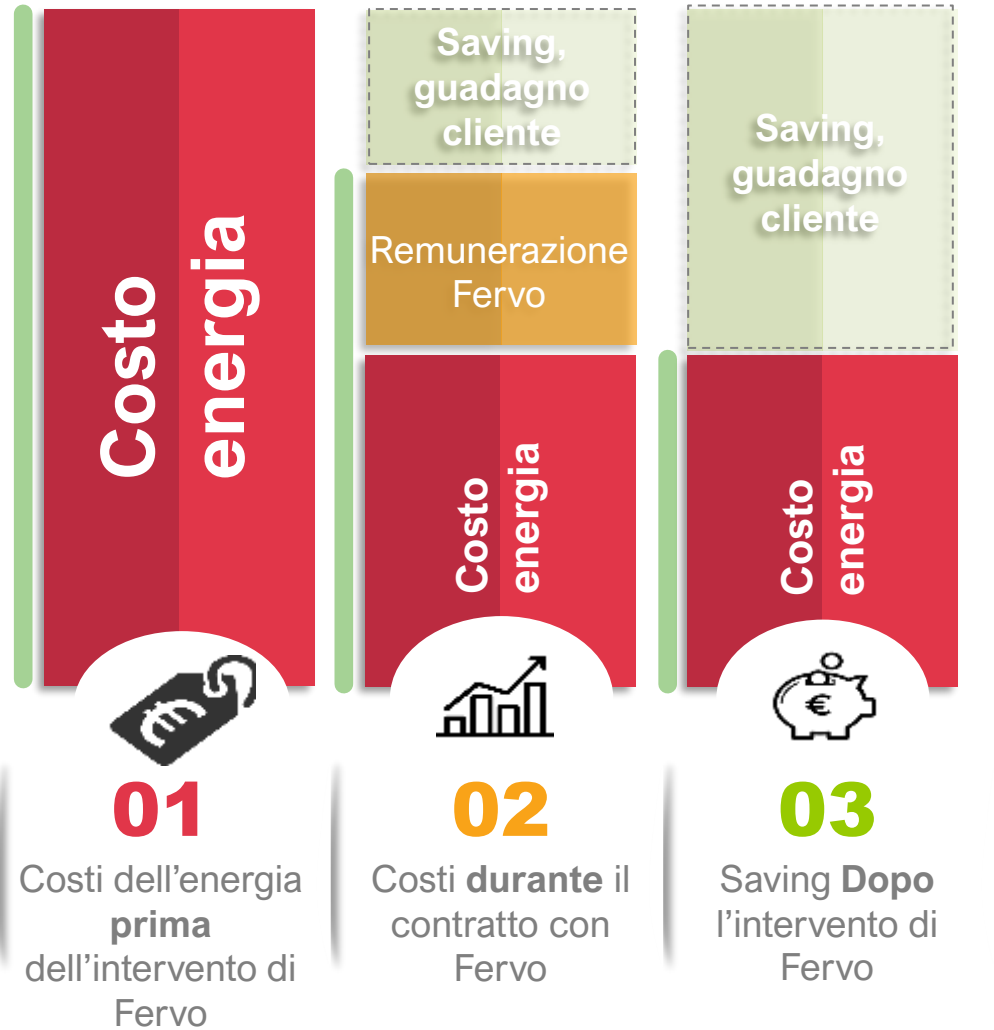 Costo
energia
Saving,
guadagno
cliente
Remunerazione
Fervo
Costo
energia
Saving,
guadagno
cliente
Costo
energia
€
€
01
Costi dell’energia
prima
dell’intervento di
Fervo
02
Costi durante il
contratto con
Fervo
03
Saving Dopo
l’intervento di
Fervo